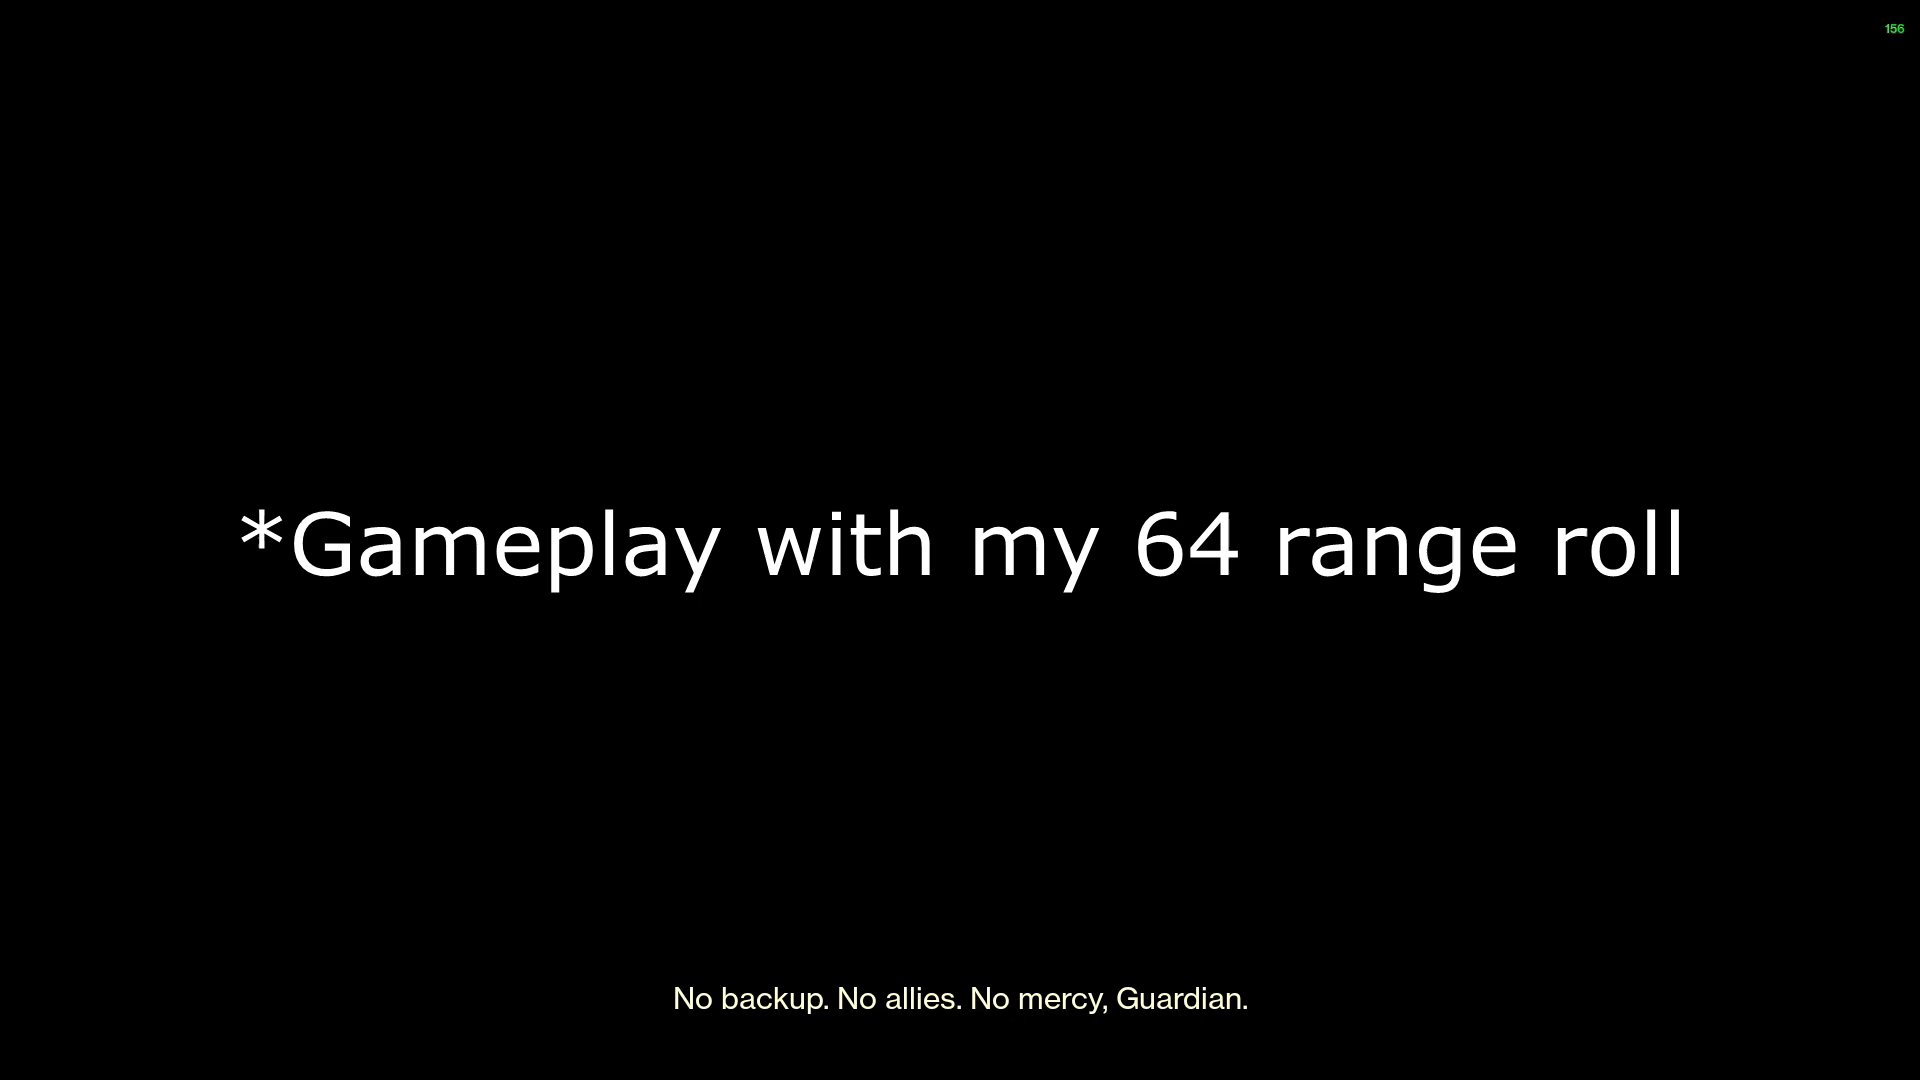 156
*Gameplay with my 64 range roll
No backup. No allies. No mercy, Guardian.